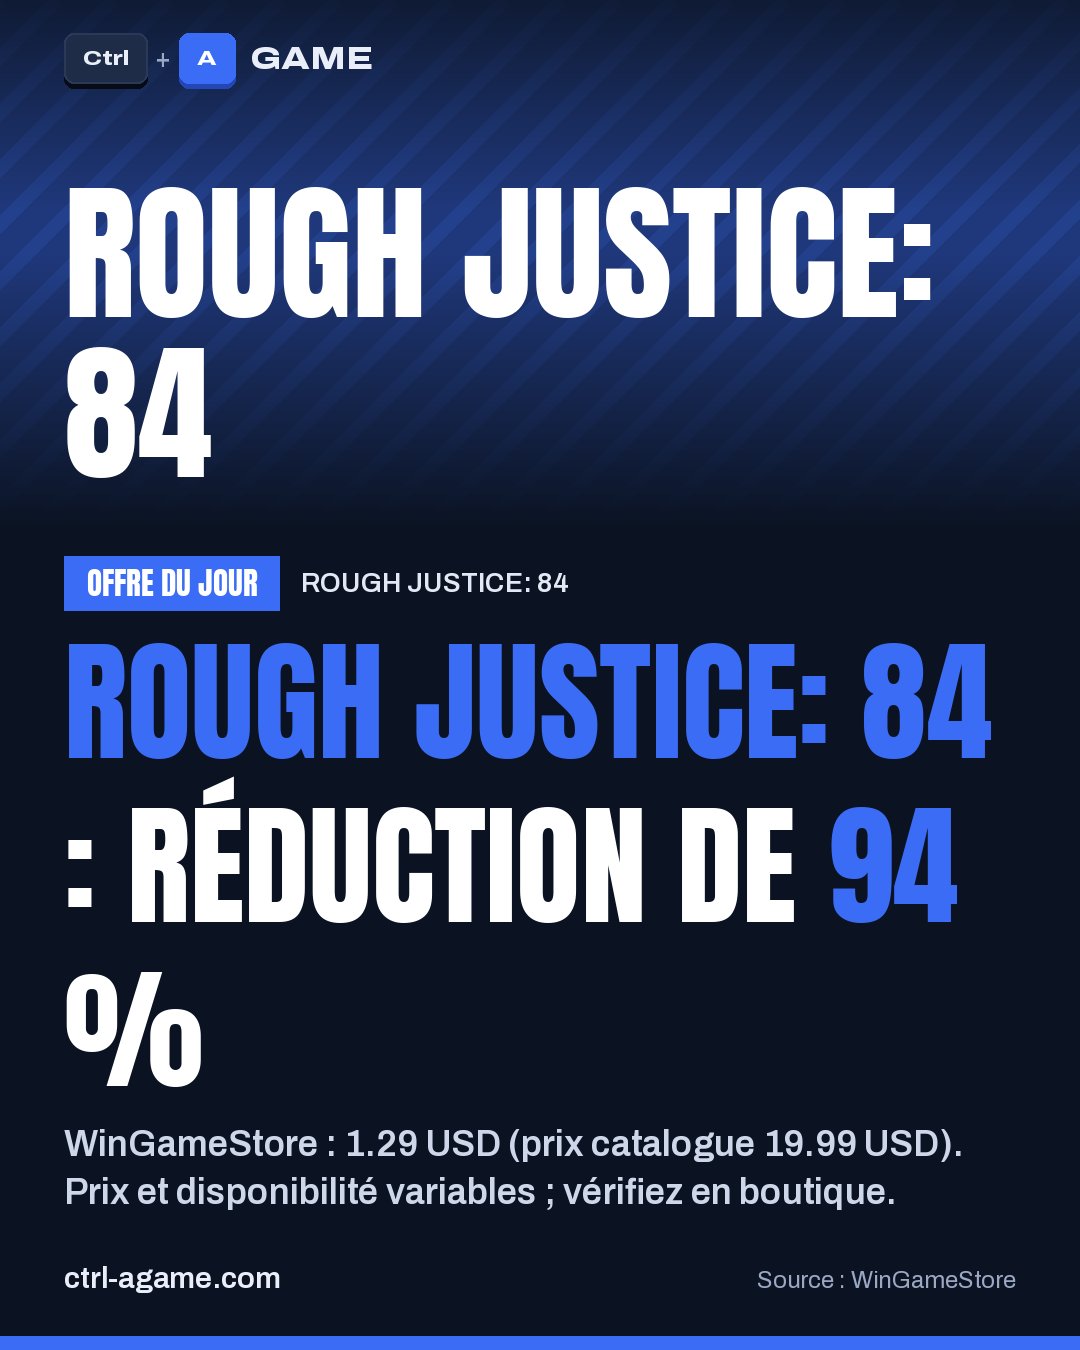 Ctrl + A GAME
ROUGH JUSTICE:
84
OFFRE DU JOUR ROUGH JUSTICE: 84
ROUGH JUSTICE: 84
: RÉDUCTION DE 94
%
WinGameStore : 1.29 USD (prix catalogue 19.99 USD).
Prix et disponibilité variables ; vérifiez en boutique.
ctrl-agame.com Source : WinGameStore